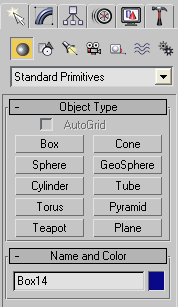 Standard Primitives
- Object Type
AutoGrid
Box Cone
Sphere GeoSphere
Cylinder Tube
Torus Pyramid
Teapot Plane
- Name and Color
Box14